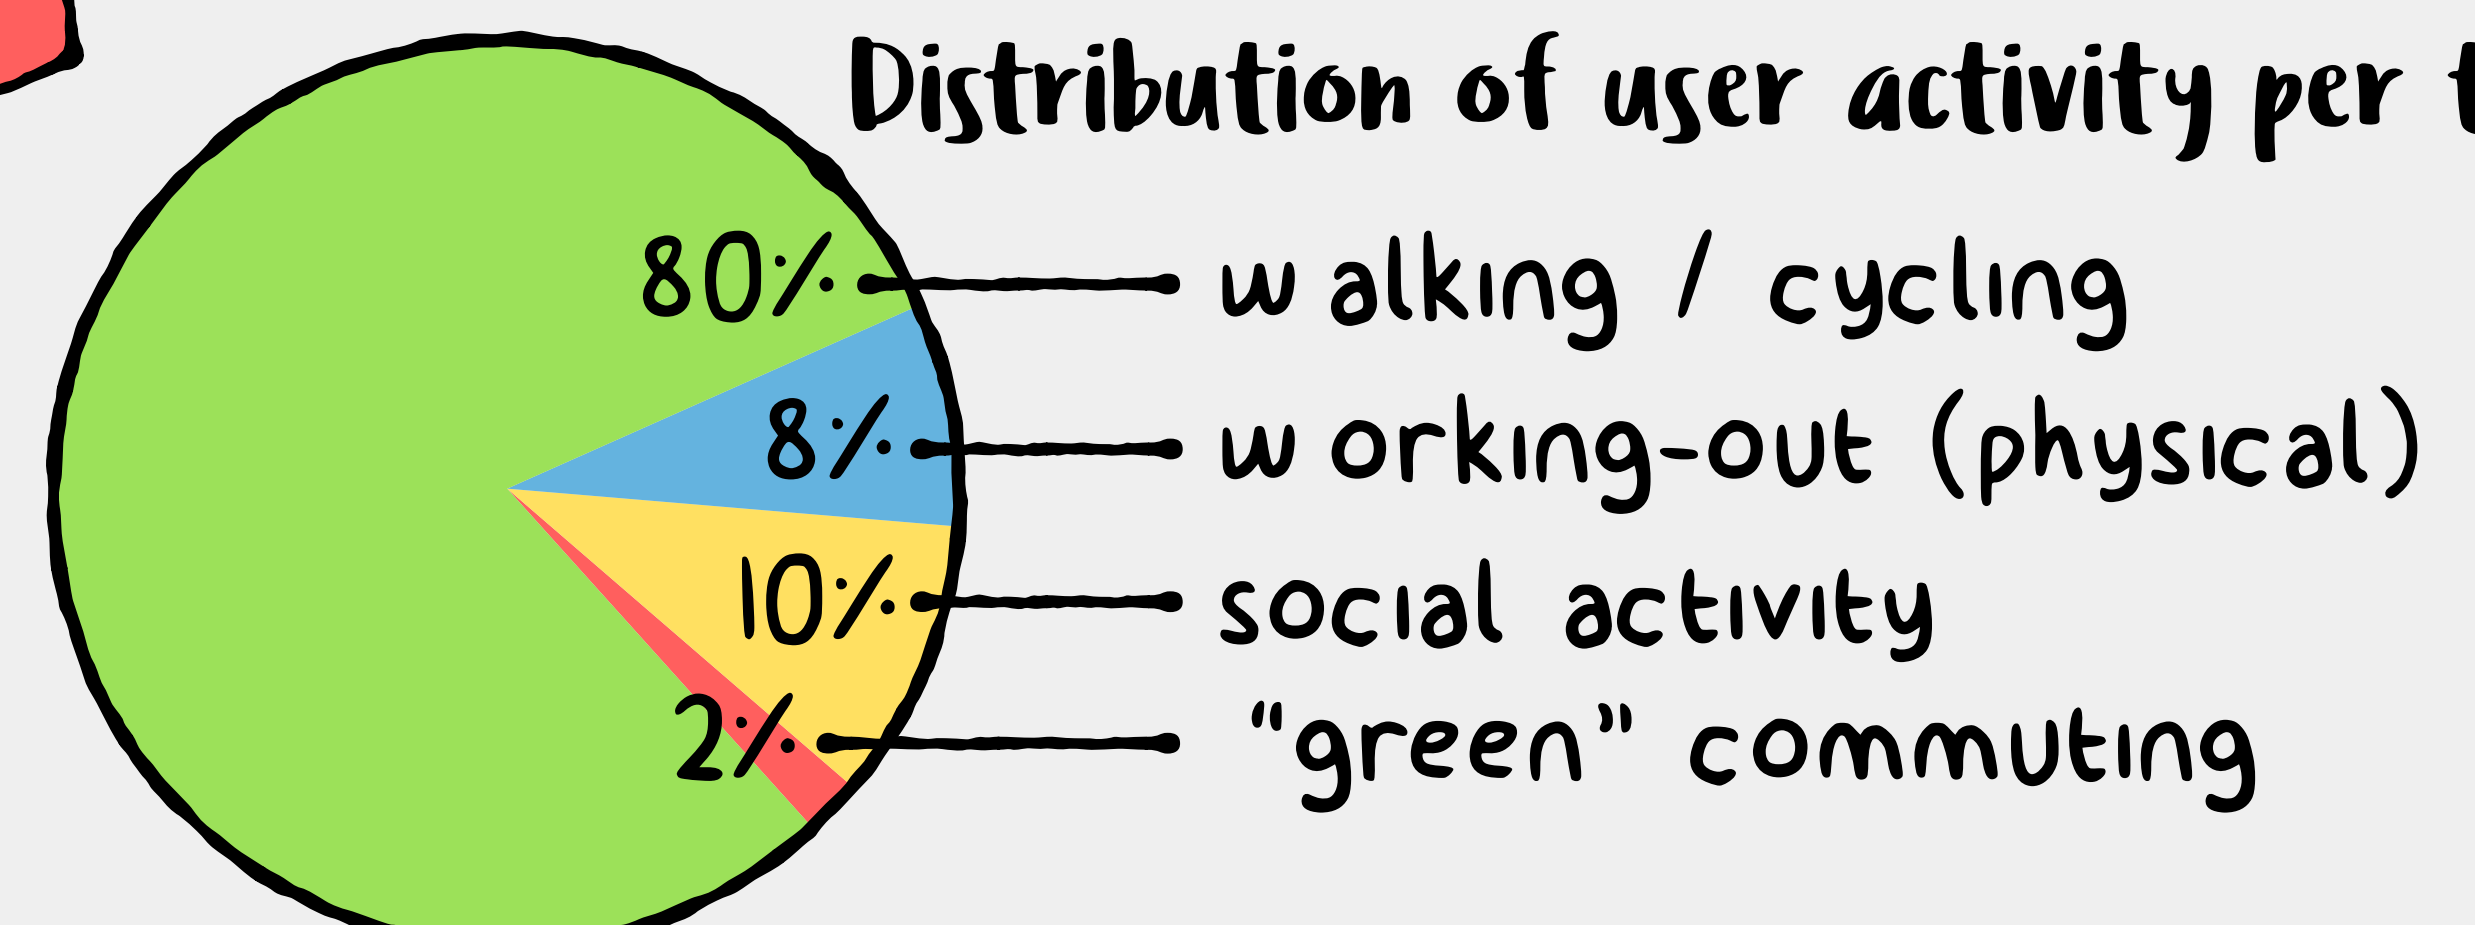 Distribution of user activity per
80% walking / cycling
8% working-out (physical)
10% social activity
2% "green" commuting